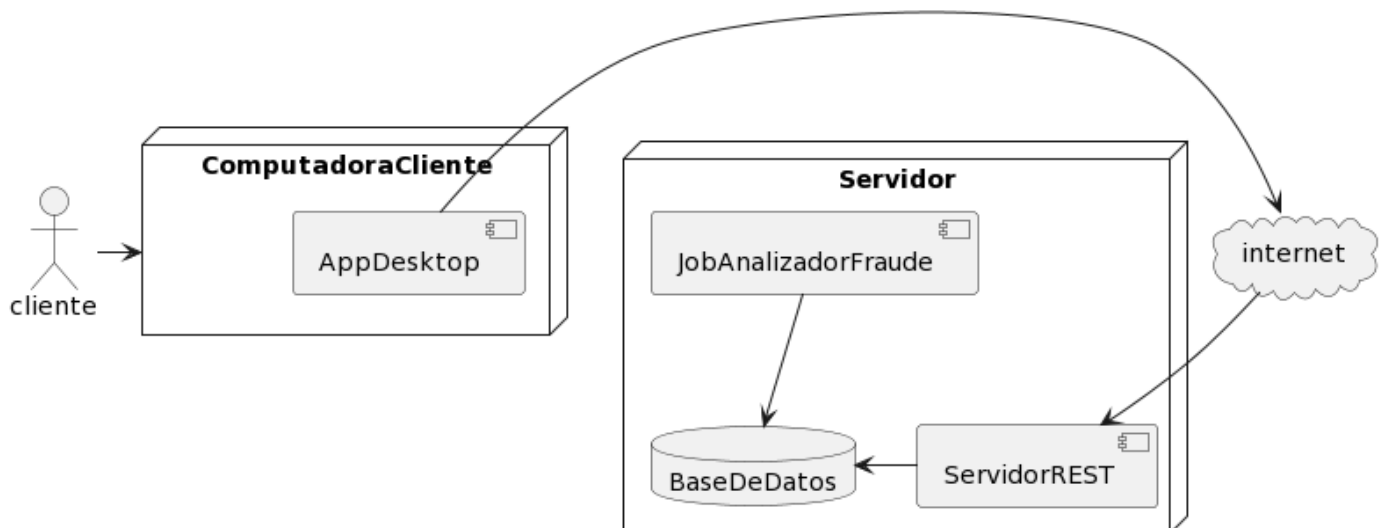 ComputadoraCliente
Servidor
AppDesktop
JobAnalizadorFraude
internet
cliente
BaseDeDatos
ServidorREST